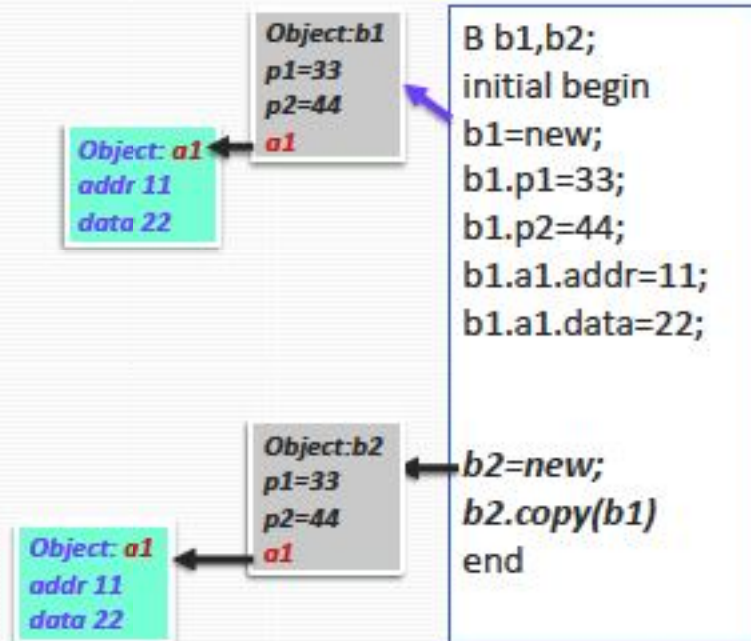 Object:b1
p1=33
p2=44
a1
Object: a1
addr 11
data 22
B b1,b2;
initial begin
b1=new;
b1.p1=33;
b1.p2=44;
b1.a1.addr=11;
b1.a1.data=22;
Object:b2
p1=33
p2=44
a1
Object: a1
addr 11
data 22
b2=new;
b2.copy(b1)
end